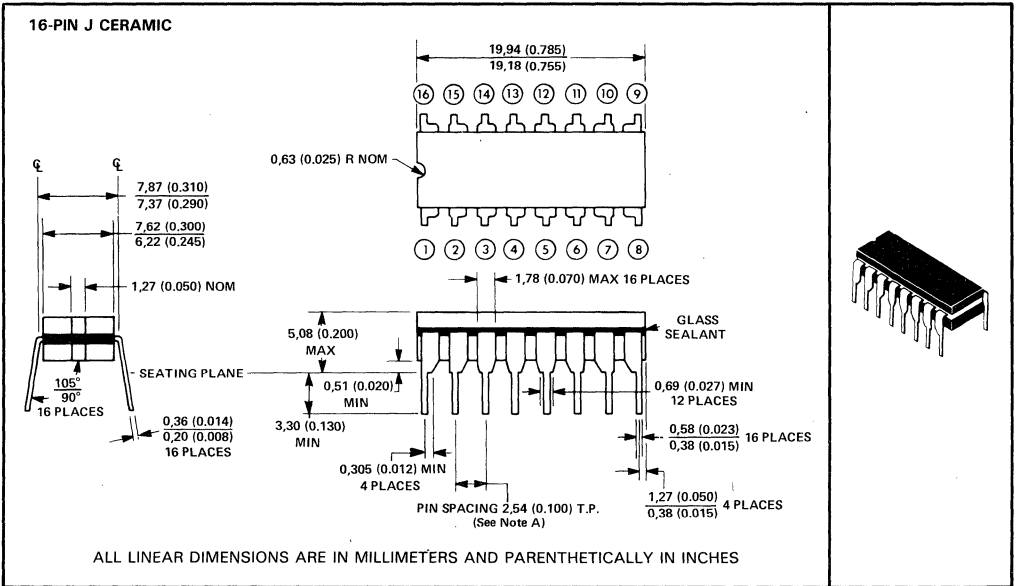 16-PIN J CERAMIC
19,94 (0.785)
19,18 (0.755)
16 15 14 13 12 11 10 9
0,63 (0.025) R NOM
1 2 3 4 5 6 7 8
℄ ℄
7,87 (0.310)
7,37 (0.290)
7,62 (0.300)
6,22 (0.245)
1,27 (0.050) NOM
105°
90°
16 PLACES
0,36 (0.014)
0,20 (0.008)
16 PLACES
1,78 (0.070) MAX 16 PLACES
5,08 (0.200)
MAX
GLASS
SEALANT
SEATING PLANE
0,51 (0.020)
MIN
3,30 (0.130)
MIN
0,69 (0.027) MIN
12 PLACES
0,58 (0.023)
0,38 (0.015)
16 PLACES
0,305 (0.012) MIN
4 PLACES
1,27 (0.050)
0,38 (0.015)
4 PLACES
PIN SPACING 2,54 (0.100) T.P.
(See Note A)
ALL LINEAR DIMENSIONS ARE IN MILLIMETERS AND PARENTHETICALLY IN INCHES